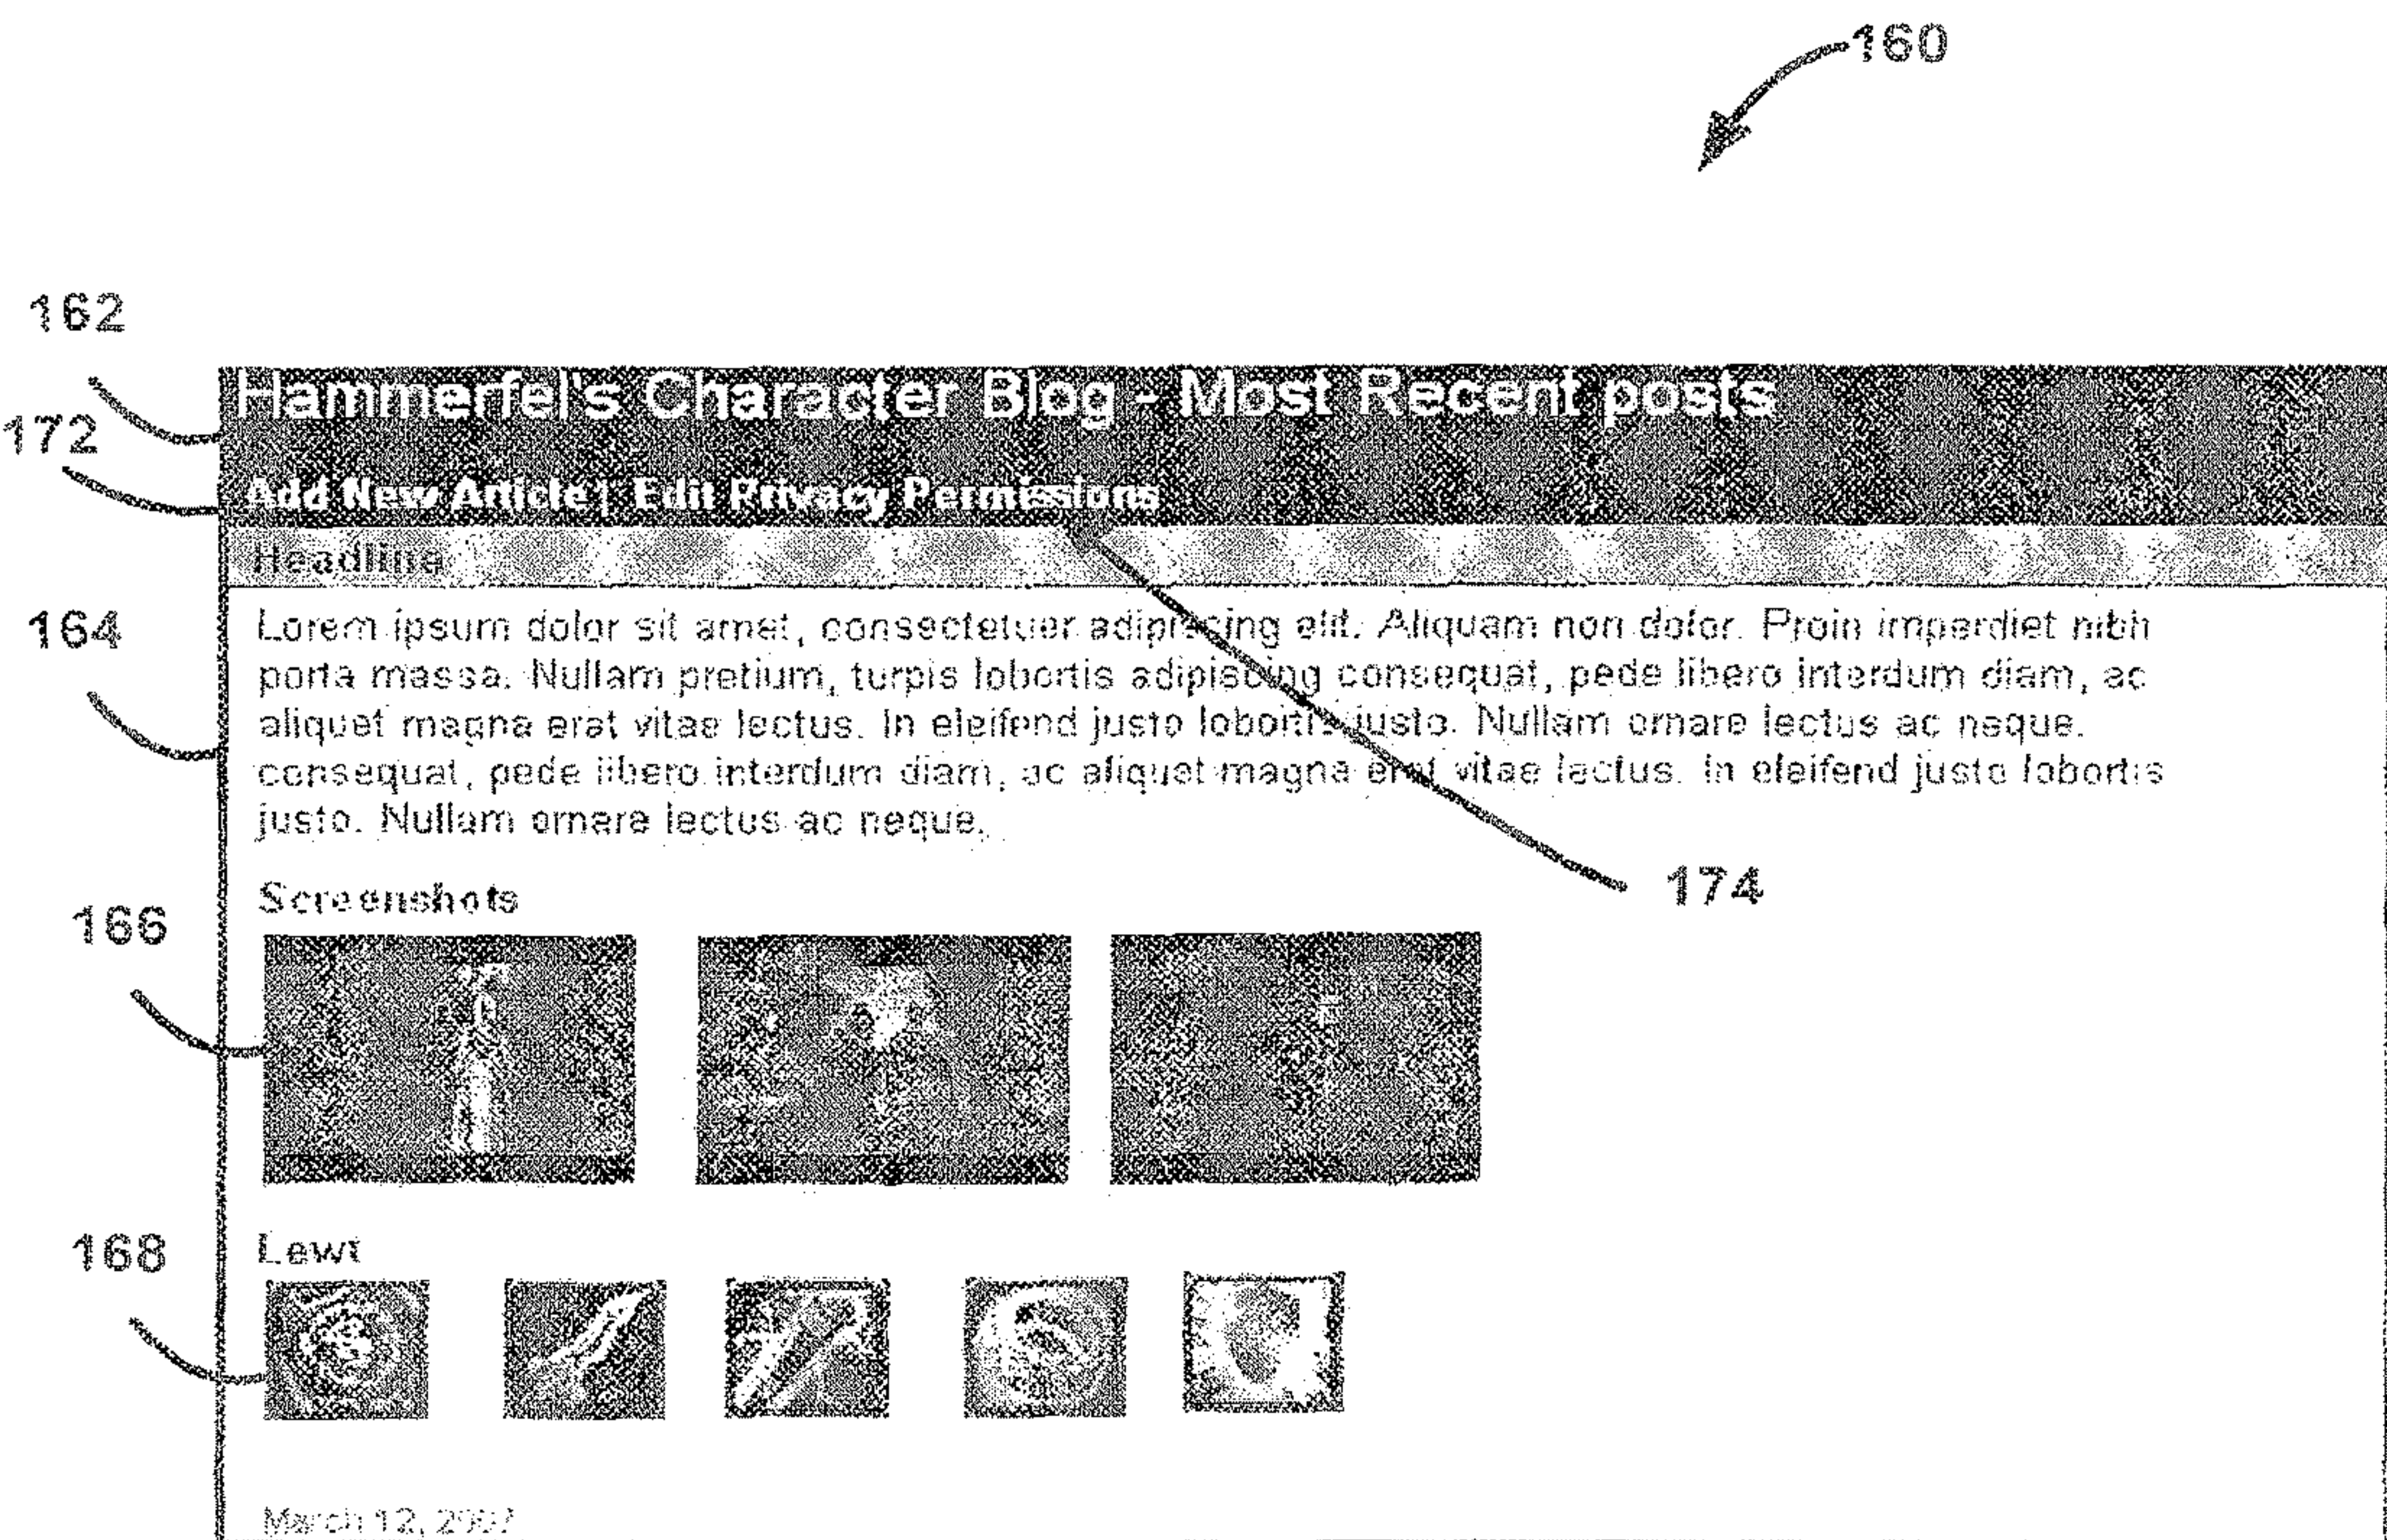 160
162
Hammerfel's Character Blog - Most Recent posts
172
Add New Article | Edit Privacy Permissions
Headline
164
Lorem ipsum dolor sit amet, consectetuer adipiscing elit. Aliquam non dolor. Proin imperdiet nibh
porta massa. Nullam pretium, turpis lobortis adipiscing consequat, pede libero interdum diam, ac
aliquet magna erat vitae lectus. In eleifend justo lobortis justo. Nullam ornare lectus ac neque.
consequat, pede libero interdum diam, ac aliquet magna erat vitae lectus. In eleifend justo lobortis
justo. Nullam ornare lectus ac neque.
174
Screenshots
166
168
Lewt
March 12,